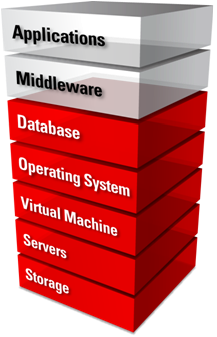 Applications
Middleware
Database
Operating System
Virtual Machine
Servers
Storage